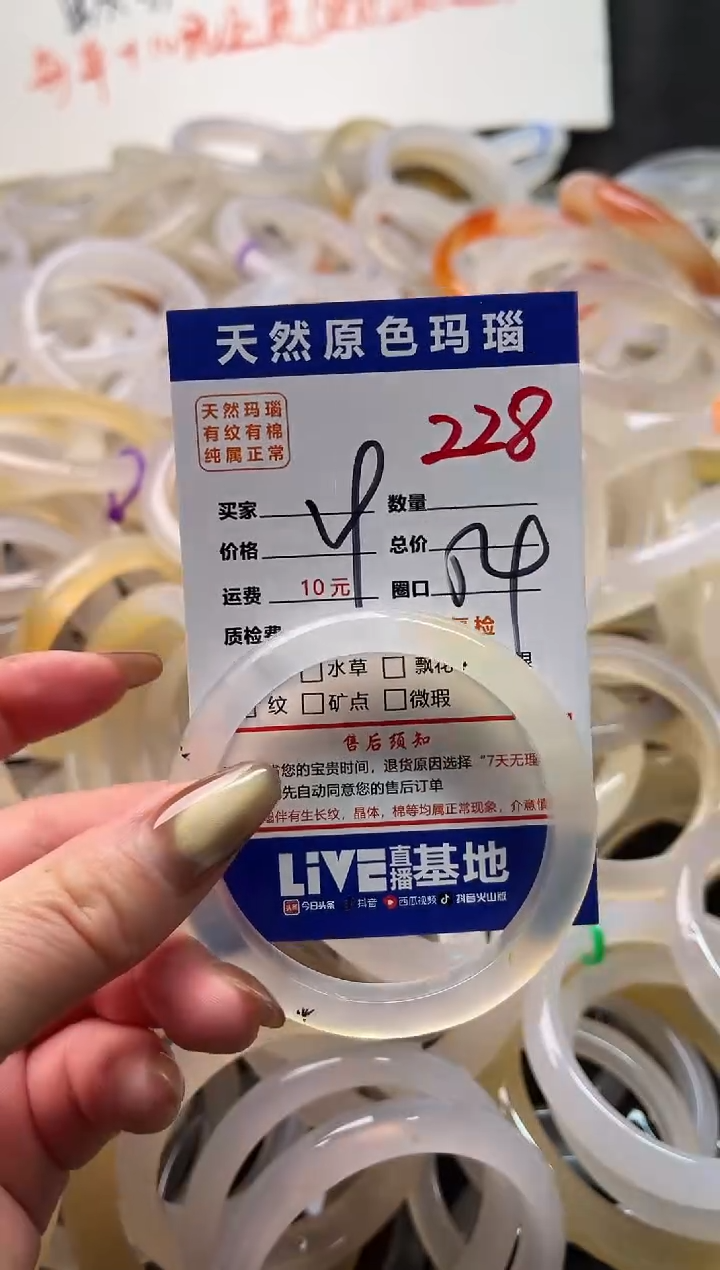 天然原色玛瑙
天然玛瑙
有纹有棉
纯属正常
228
买家
数量
价格
总价
运费 10元
圈口
质检费
检
水草 飘花
纹 矿点 微瑕
售后须知
您的宝贵时间，退货原因选择“7天无理
先自动同意您的售后订单
伴有生长纹，晶体，棉等均属正常现象，介意慎
LiVE直播基地
今日头条 抖音 西瓜视频 抖音火山版